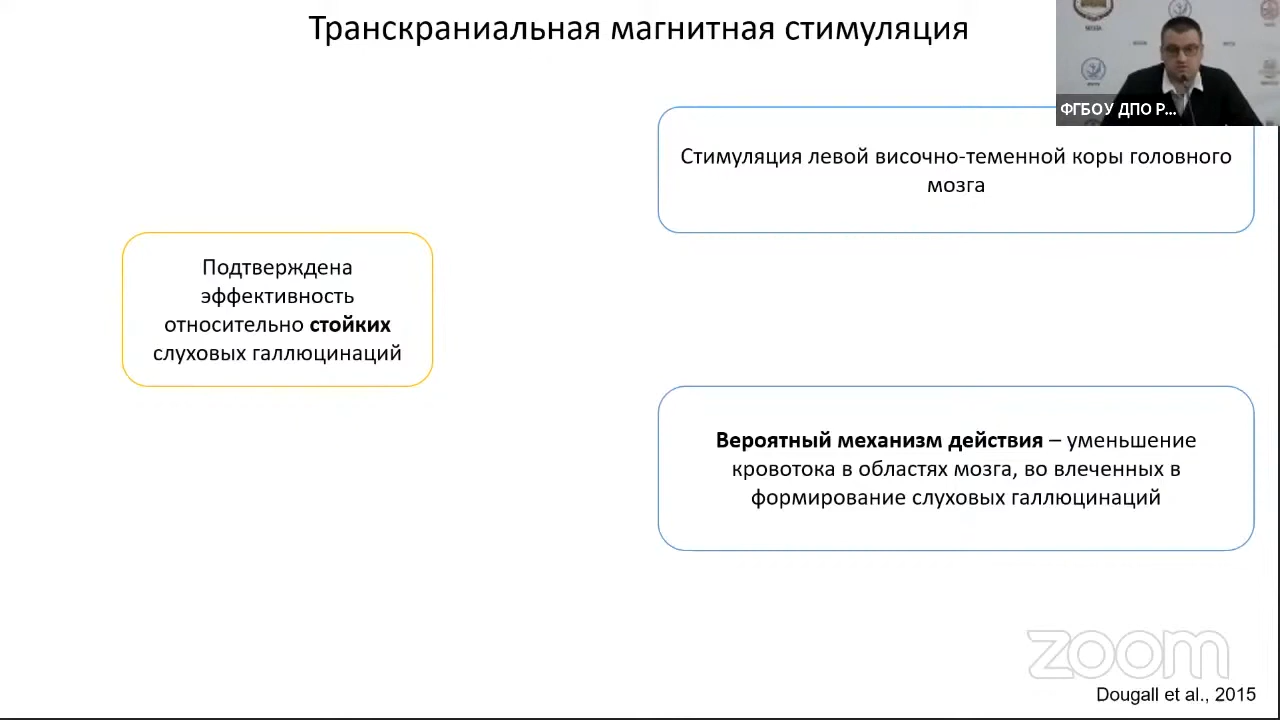 Транскраниальная магнитная стимуляция
ФГБОУ ДПО Р...
Стимуляция левой височно-теменной коры головного
мозга
Подтверждена
эффективность
относительно стойких
слуховых галлюцинаций
Вероятный механизм действия – уменьшение
кровотока в областях мозга, во влеченных в
формирование слуховых галлюцинаций
zoom
Dougall et al., 2015